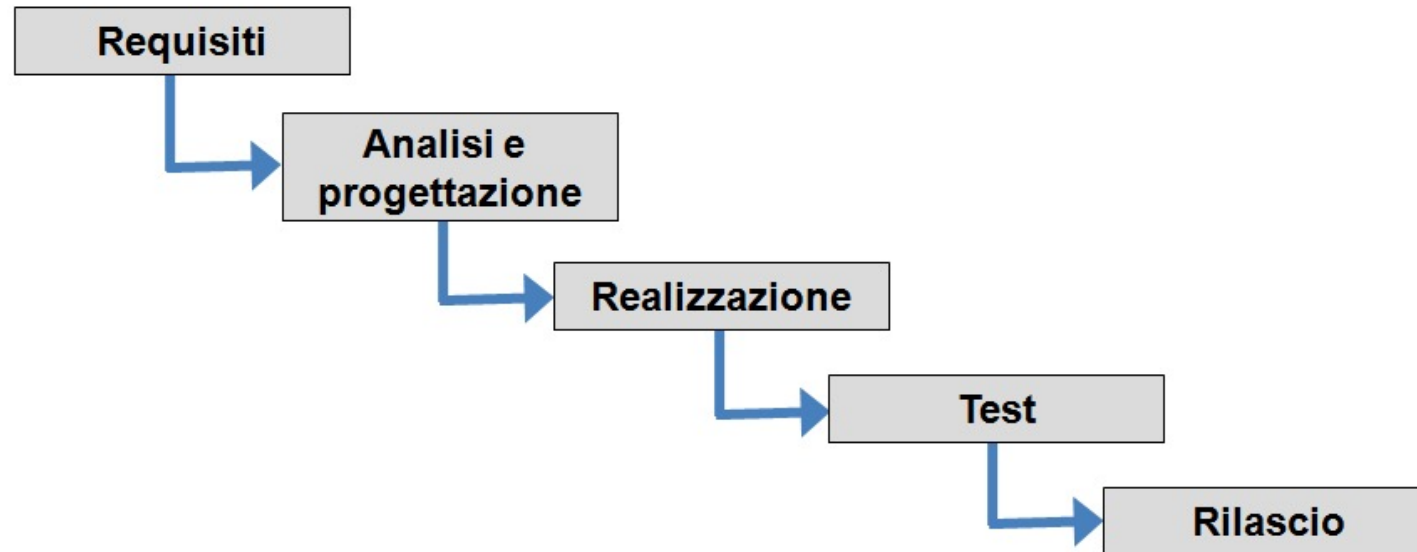 Requisiti
Analisi e
progettazione
Realizzazione
Test
Rilascio